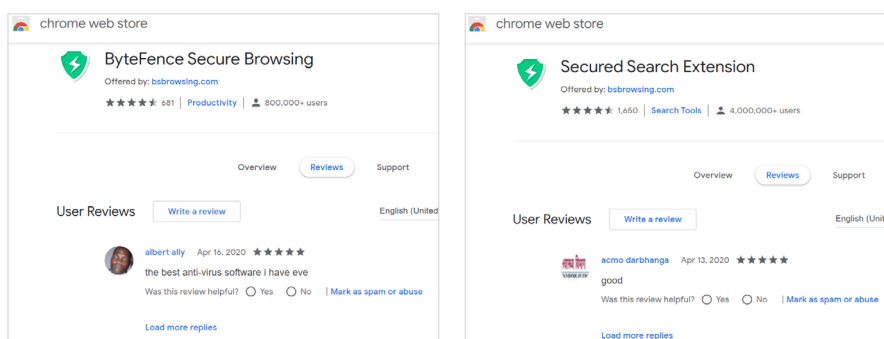 chrome web store
ByteFence Secure Browsing
Offered by: bsbrowsing.com
681 | Productivity | 800,000+ users
Overview Reviews Support
User Reviews Write a review English (United
albert ally Apr 16, 2020
the best anti-virus software i have eve
Was this review helpful? Yes No | Mark as spam or abuse
Load more replies
chrome web store
Secured Search Extension
Offered by: bsbrowsing.com
1,650 | Search Tools | 4,000,000+ users
Overview Reviews Support
User Reviews Write a review English (Unit
acmo darbhanga Apr 13, 2020
good
Was this review helpful? Yes No | Mark as spam or abuse
Load more replies